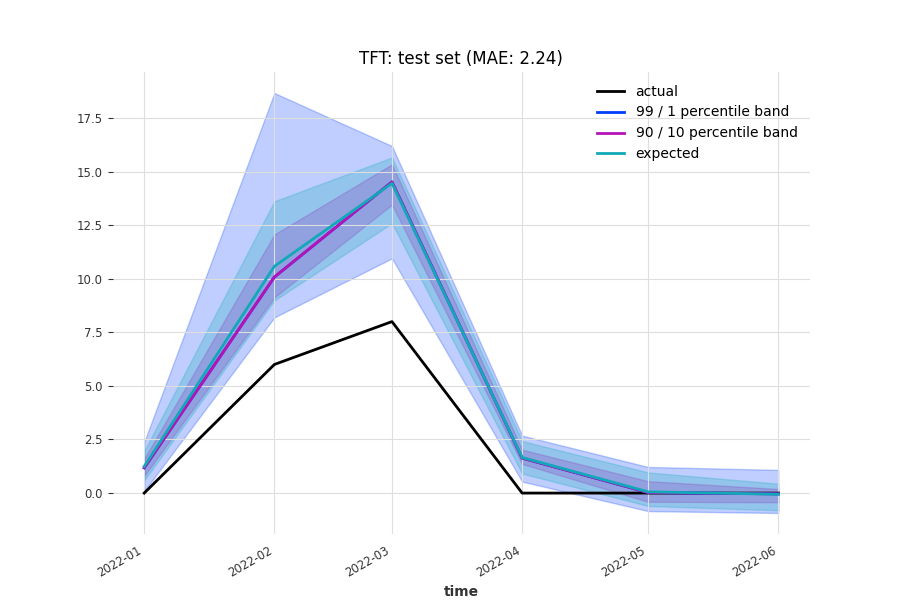 TFT: test set (MAE: 2.24)
actual
99 / 1 percentile band
90 / 10 percentile band
expected
17.5
15.0
12.5
10.0
7.5
5.0
2.5
0.0
2022-01
2022-02
2022-03
2022-04
2022-05
2022-06
time